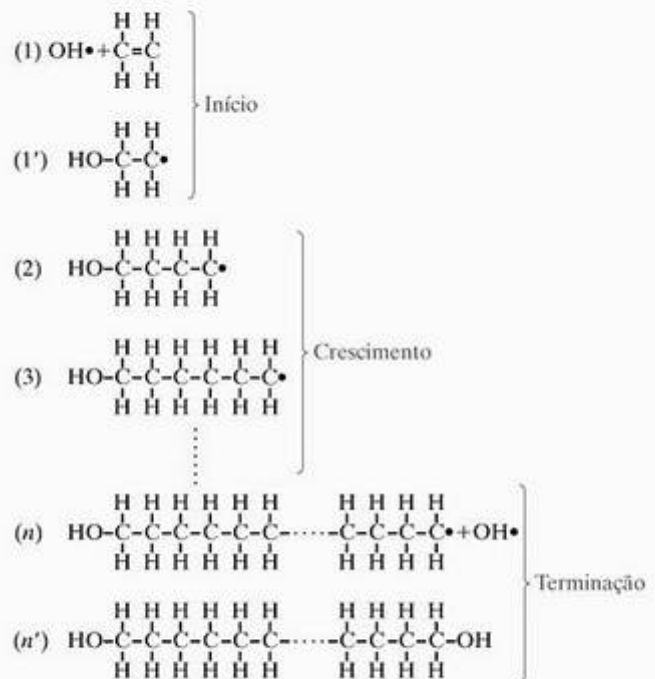 H H
(1) OH•+C=C
H H
Início
H H
(1′) HO-C-C•
H H
H H H H
(2) HO-C-C-C-C•
H H H H
H H H H H H
(3) HO-C-C-C-C-C-C•
H H H H H H
Crescimento
H H H H H H H H H H
(n) HO-C-C-C-C-C-C-·····-C-C-C-C•+OH•
H H H H H H H H H H
Terminação
H H H H H H H H H H
(n′) HO-C-C-C-C-C-C-·····-C-C-C-C-OH
H H H H H H H H H H